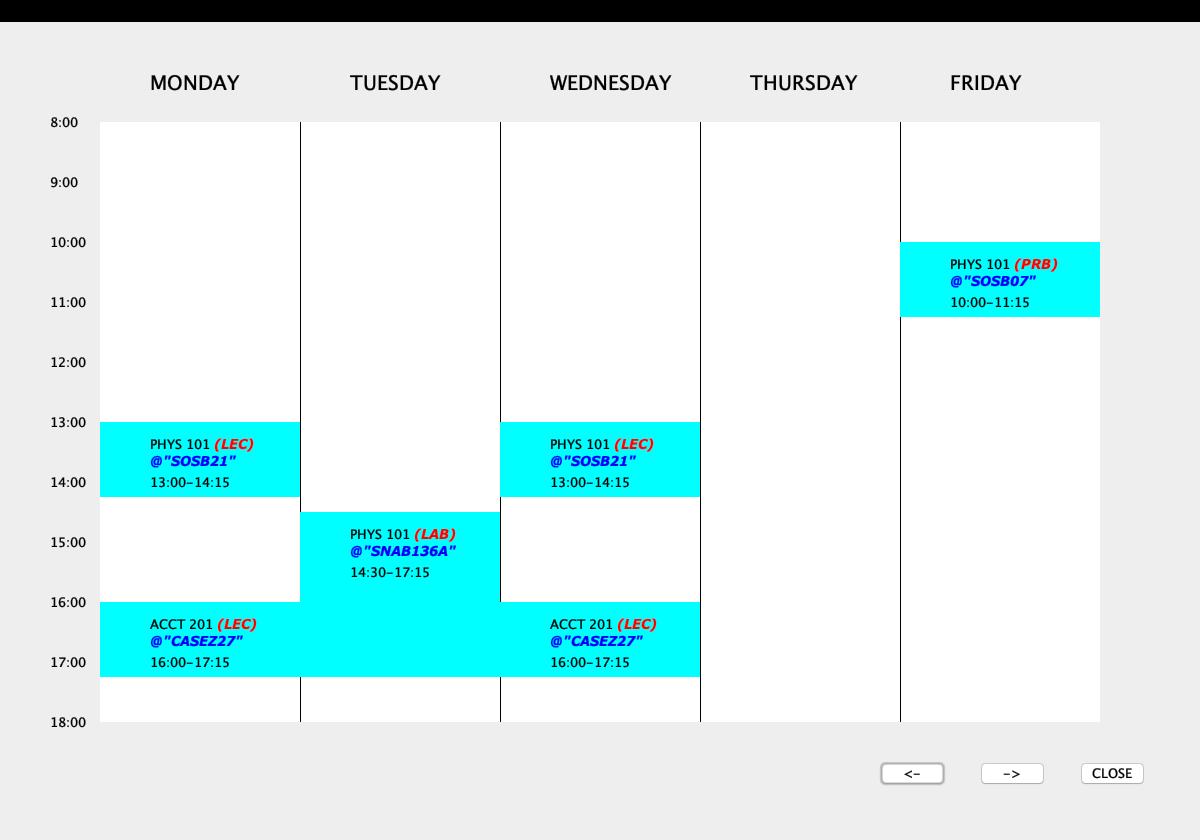 MONDAY TUESDAY WEDNESDAY THURSDAY FRIDAY
8:00
9:00
10:00
PHYS 101 (PRB)
@"SOSB07"
11:00 10:00-11:15
12:00
13:00
PHYS 101 (LEC) PHYS 101 (LEC)
@"SOSB21" @"SOSB21"
14:00 13:00-14:15 13:00-14:15
PHYS 101 (LAB)
15:00 @"SNAB136A"
14:30-17:15
16:00
ACCT 201 (LEC) ACCT 201 (LEC)
@"CASEZ27" @"CASEZ27"
17:00 16:00-17:15 16:00-17:15
18:00
<- -> CLOSE